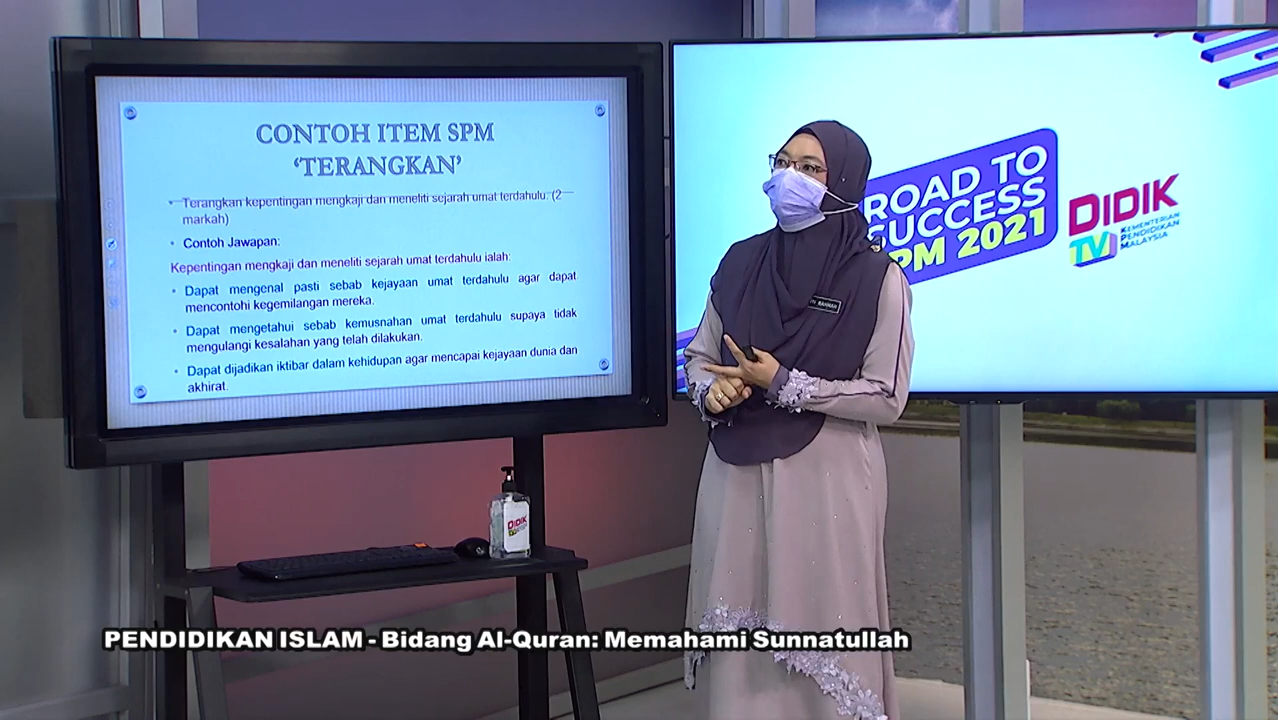 CONTOH ITEM SPM
'TERANGKAN'
• Terangkan kepentingan mengkaji dan meneliti sejarah umat terdahulu. (2
markah)
• Contoh Jawapan:
Kepentingan mengkaji dan meneliti sejarah umat terdahulu ialah:
• Dapat mengenal pasti sebab kejayaan umat terdahulu agar dapat
mencontohi kegemilangan mereka.
• Dapat mengetahui sebab kemusnahan umat terdahulu supaya tidak
mengulangi kesalahan yang telah dilakukan.
• Dapat dijadikan iktibar dalam kehidupan agar mencapai kejayaan dunia dan
akhirat.
ROAD TO
SUCCESS
PM 2021
DIDIK
TV
KEMENTERIAN
PENDIDIKAN
MALAYSIA
RAHMAH
DIDIK
PENDIDIKAN ISLAM - Bidang Al-Quran: Memahami Sunnatullah